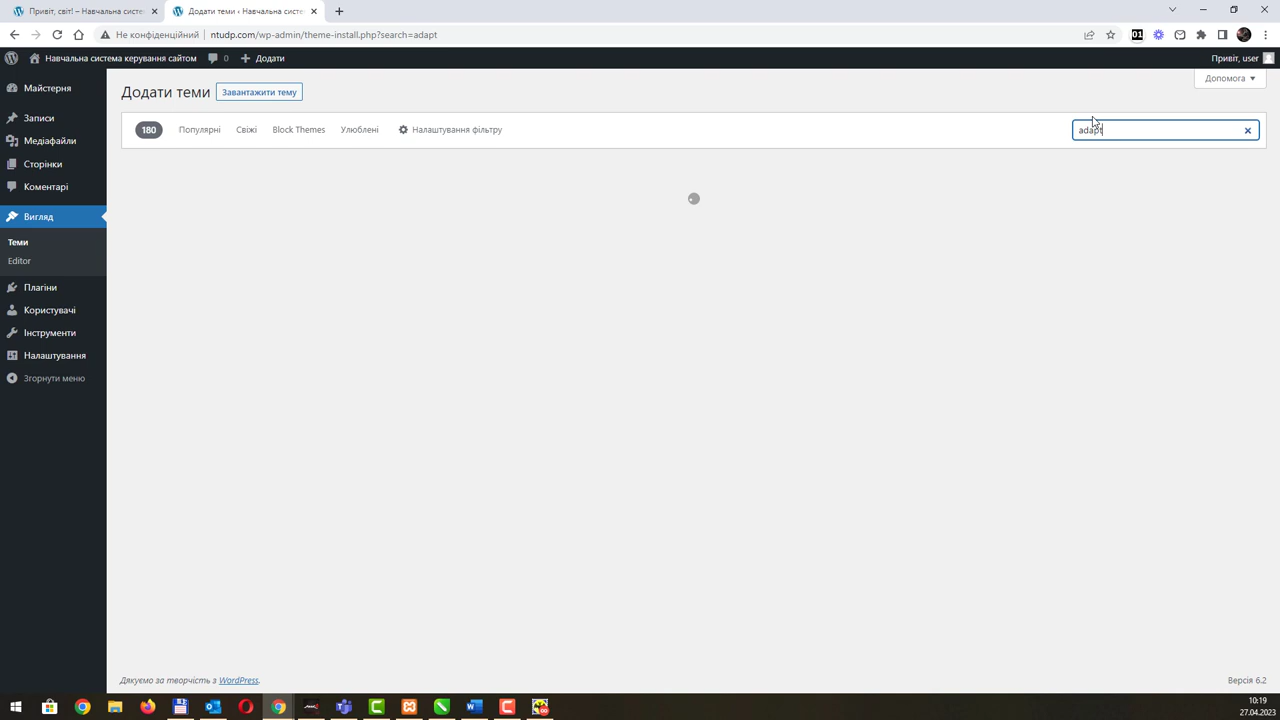 Привіт, світ! – Навчальна систе
Додати теми ‹ Навчальна систе
Не конфіденційний
ntudp.com/wp-admin/theme-install.php?search=adapt
01
Навчальна система керування сайтом
0
Додати
Привіт, user
Майстерня
Записи
Медіафайли
Сторінки
Коментарі
Вигляд
Теми
Editor
Плагіни
Користувачі
Інструменти
Налаштування
Згорнути меню
Допомога
Додати теми
Завантажити тему
180
Популярні
Свіжі
Block Themes
Улюблені
Налаштування фільтру
adapt
Дякуємо за творчість з WordPress.
Версія 6.2
10:19
27.04.2023